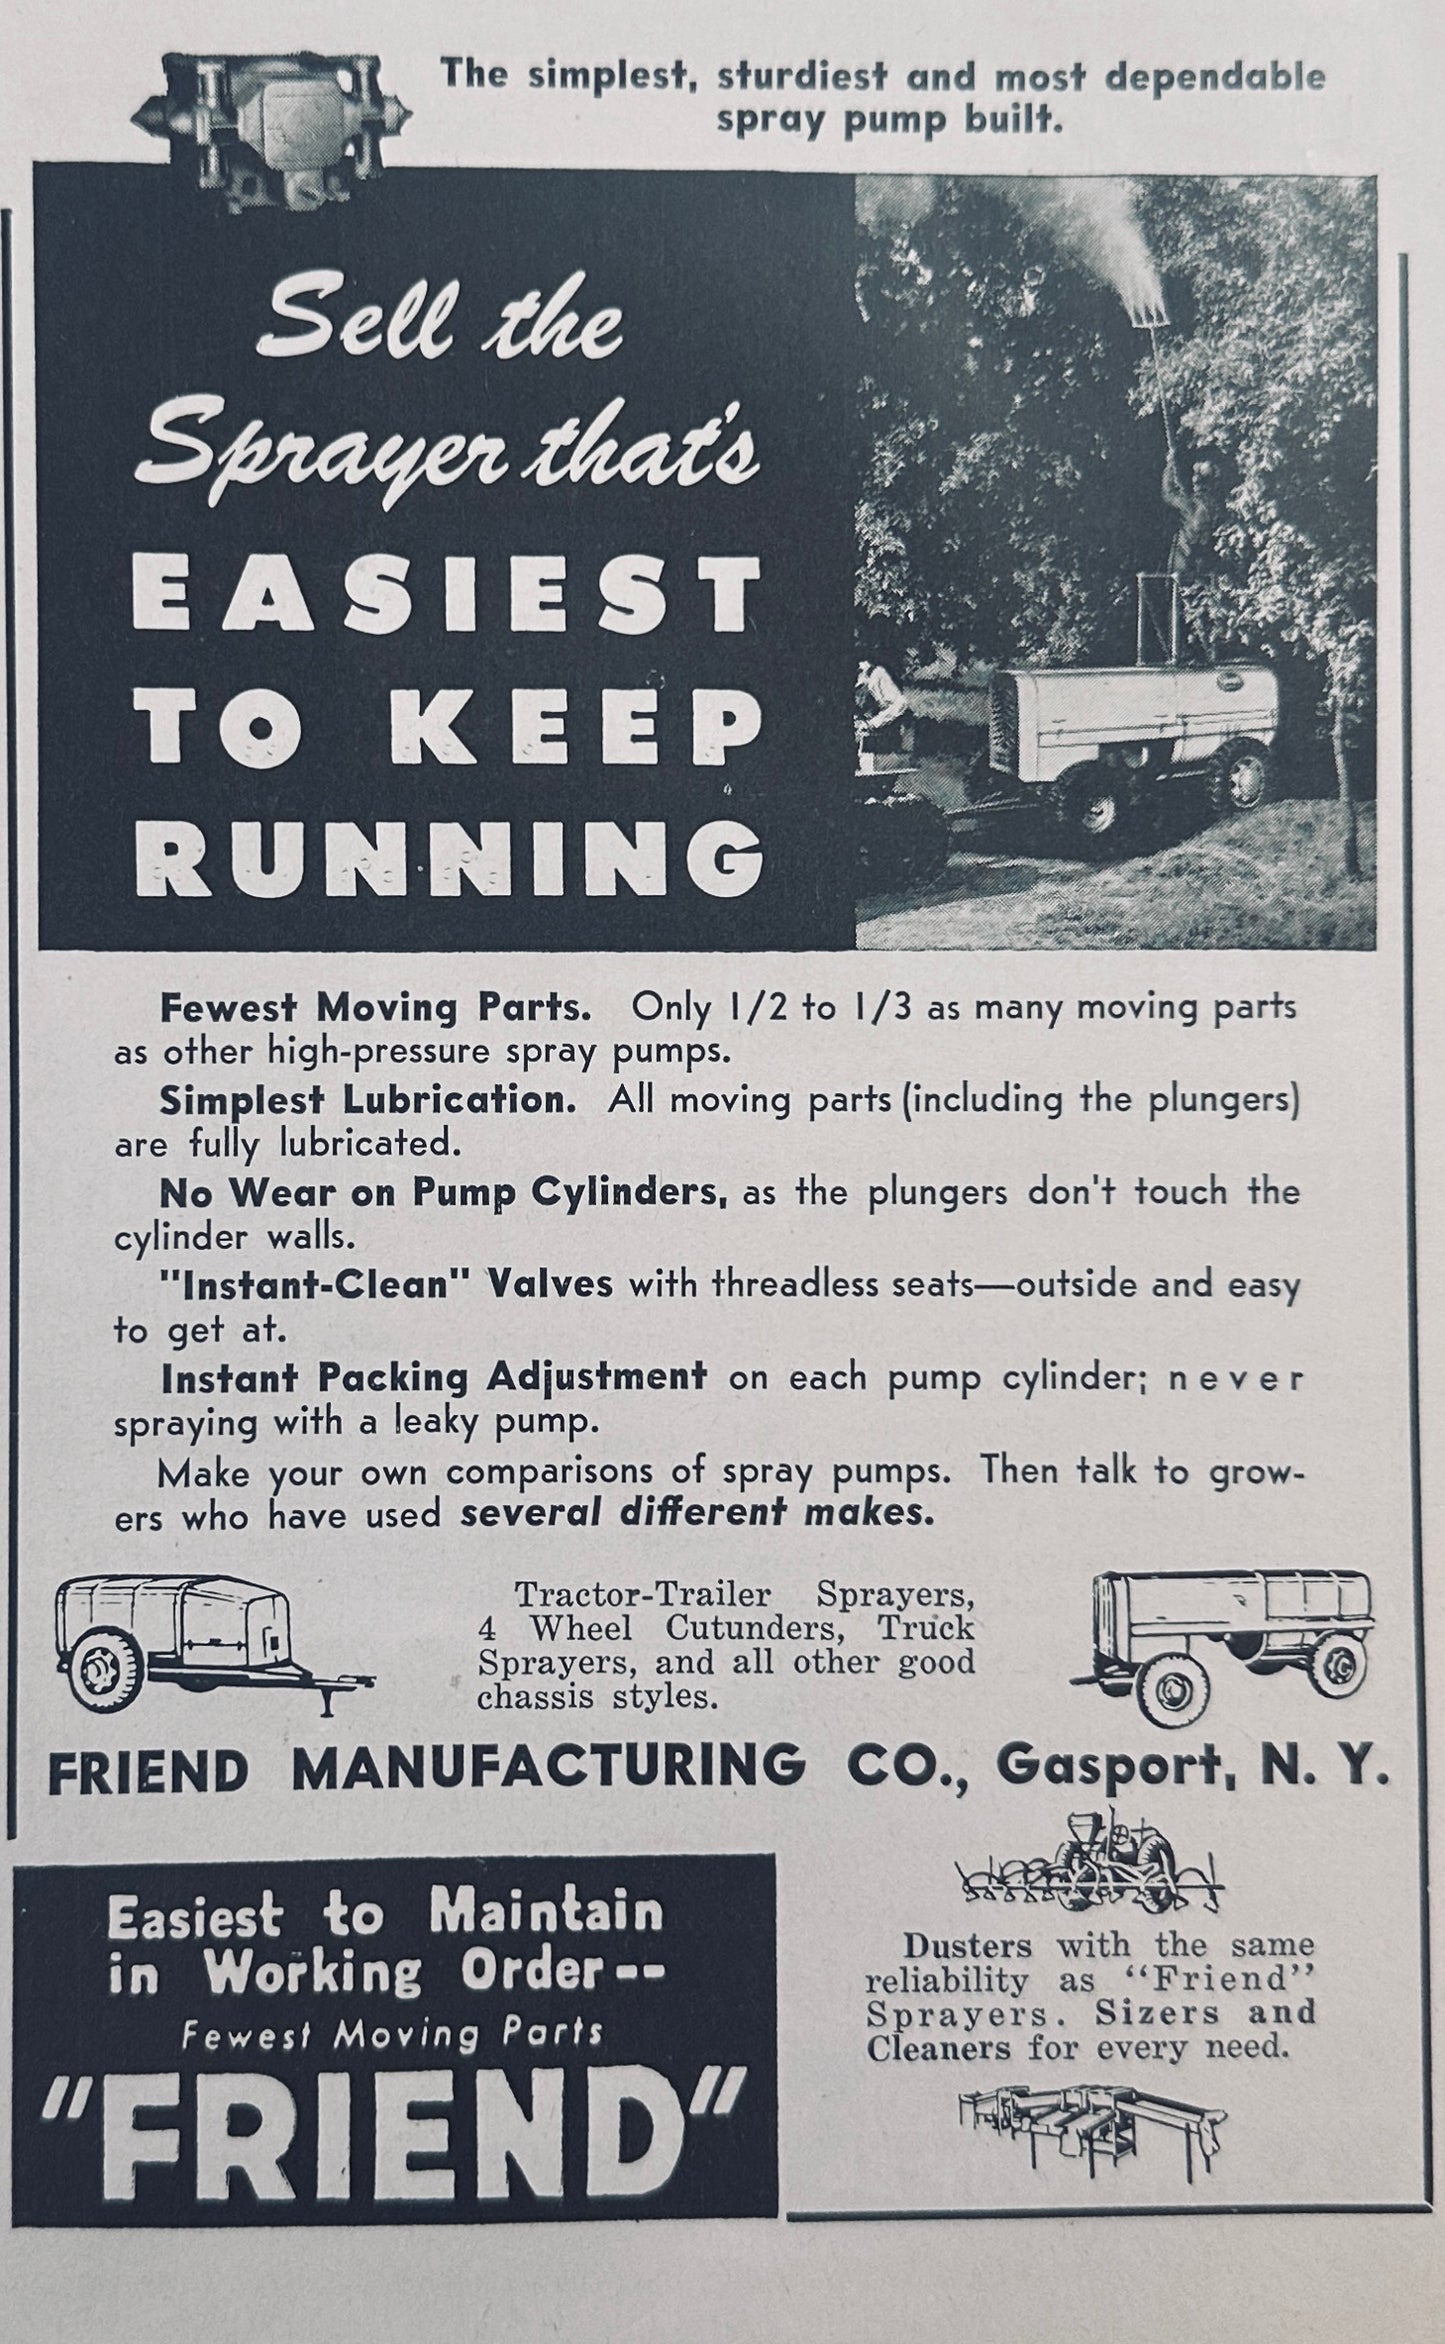 The simplest, sturdiest and most dependable
spray pump built.
Sell the
Sprayer that's
EASIEST
TO KEEP
RUNNING
Fewest Moving Parts. Only 1/2 to 1/3 as many moving parts
as other high-pressure spray pumps.
Simplest Lubrication. All moving parts (including the plungers)
are fully lubricated.
No Wear on Pump Cylinders, as the plungers don't touch the
cylinder walls.
"Instant-Clean" Valves with threadless seats—outside and easy
to get at.
Instant Packing Adjustment on each pump cylinder; never
spraying with a leaky pump.
Make your own comparisons of spray pumps. Then talk to grow-
ers who have used several different makes.
Tractor-Trailer Sprayers,
4 Wheel Cutunders, Truck
Sprayers, and all other good
chassis styles.
FRIEND MANUFACTURING CO., Gasport, N. Y.
Easiest to Maintain
in Working Order--
Fewest Moving Parts
"FRIEND"
Dusters with the same
reliability as "Friend"
Sprayers. Sizers and
Cleaners for every need.